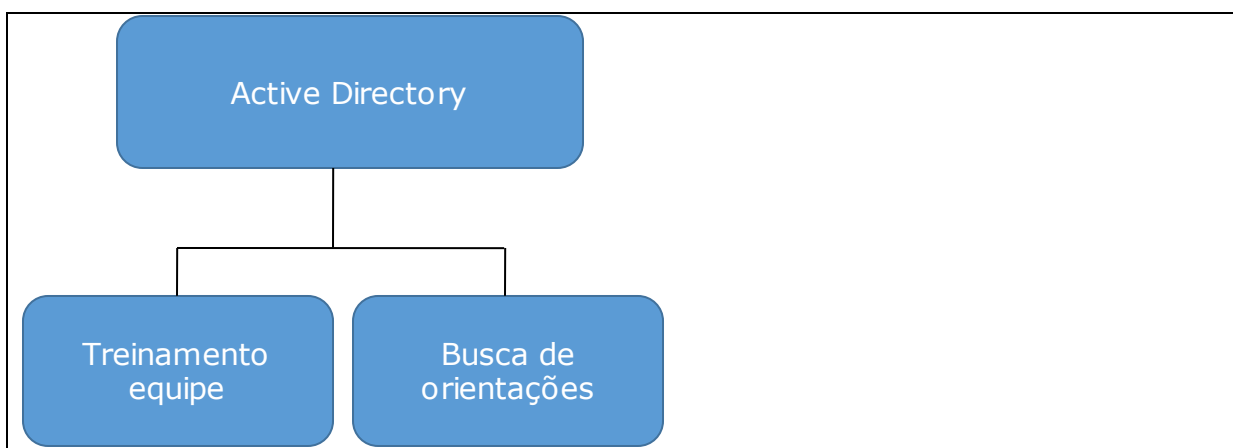 Active Directory
Treinamento
equipe
Busca de
orientações